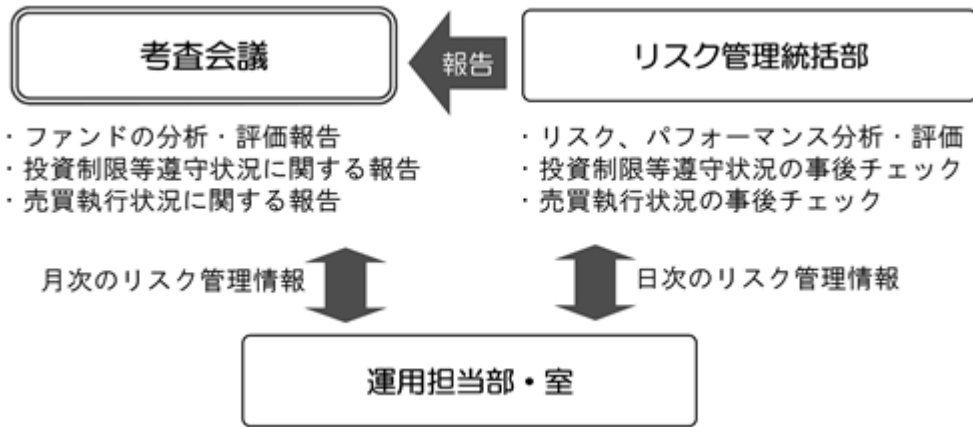 考査会議
報告
リスク管理統括部
・ファンドの分析・評価報告
・投資制限等遵守状況に関する報告
・売買執行状況に関する報告
・リスク、パフォーマンス分析・評価
・投資制限等遵守状況の事後チェック
・売買執行状況の事後チェック
月次のリスク管理情報
日次のリスク管理情報
運用担当部・室